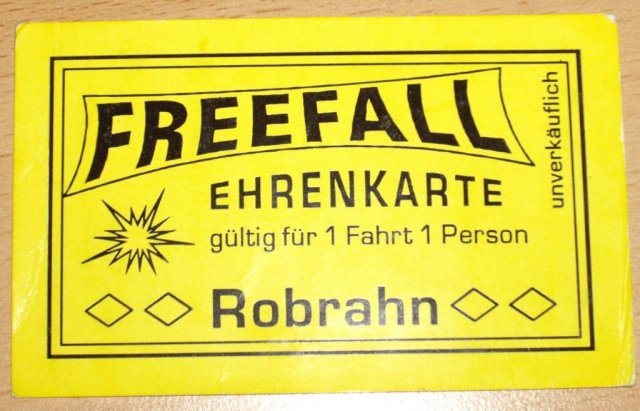 FREEFALL
unverkäuflich
EHRENKARTE
gültig für 1 Fahrt 1 Person
Robrahn